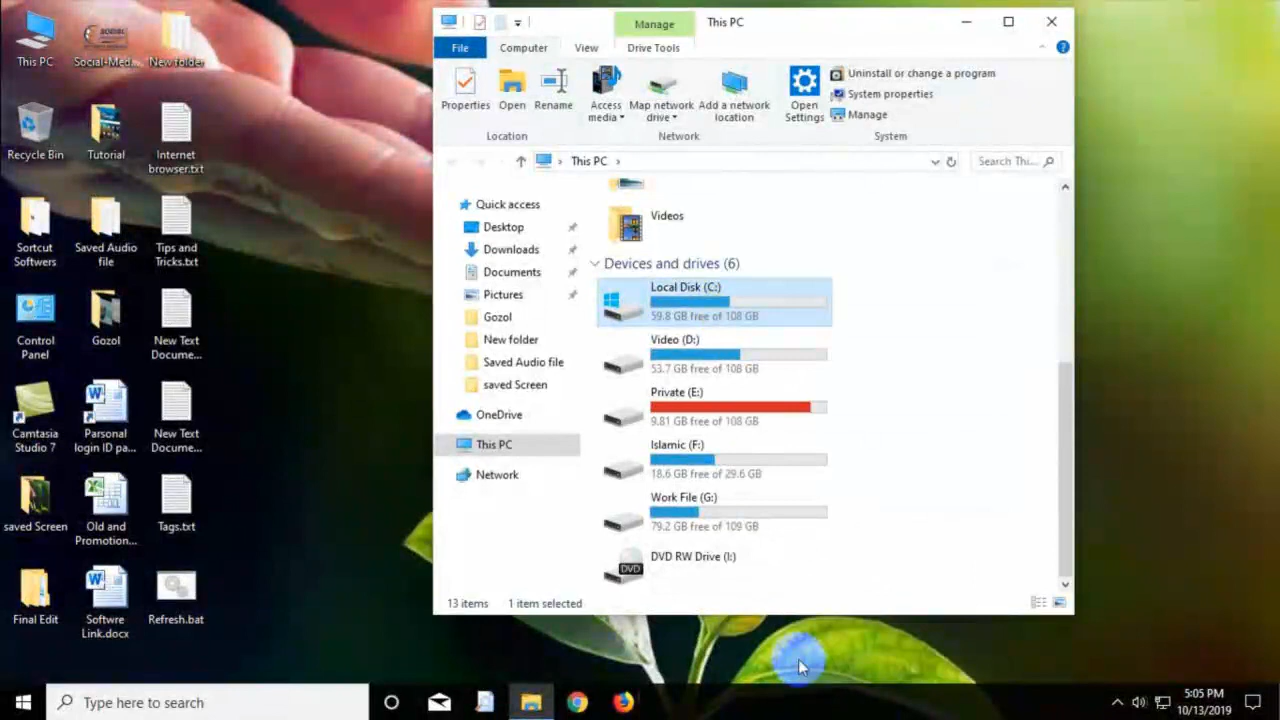 This PC
Social-Med...
New folder
Recycle Bin
Tutorial
Internet
browser.txt
Sortcut
Softwers
Saved Audio
file
Tips and
Tricks.txt
Control
Panel
Gozol
New Text
Docume...
Camtasia
Studio 7
Parsonal
login ID pa...
New Text
Docume...
saved Screen
Old and
Promotion...
Tags.txt
Final Edit
Softwre
Link.docx
Refresh.bat
Manage
This PC
File
Computer
View
Drive Tools
Properties
Open
Rename
Access
media
Map network
drive
Add a network
location
Open
Settings
Uninstall or change a program
System properties
Manage
Location
Network
System
This PC
Search Thi...
Quick access
Desktop
Downloads
Documents
Pictures
Gozol
New folder
Saved Audio file
saved Screen
OneDrive
This PC
Network
Videos
Devices and drives (6)
Local Disk (C:)
59.8 GB free of 108 GB
Video (D:)
53.7 GB free of 108 GB
Private (E:)
9.81 GB free of 108 GB
Islamic (F:)
18.6 GB free of 29.6 GB
Work File (G:)
79.2 GB free of 109 GB
DVD RW Drive (I:)
DVD
13 items
1 item selected
Type here to search
5:05 PM
10/13/2019